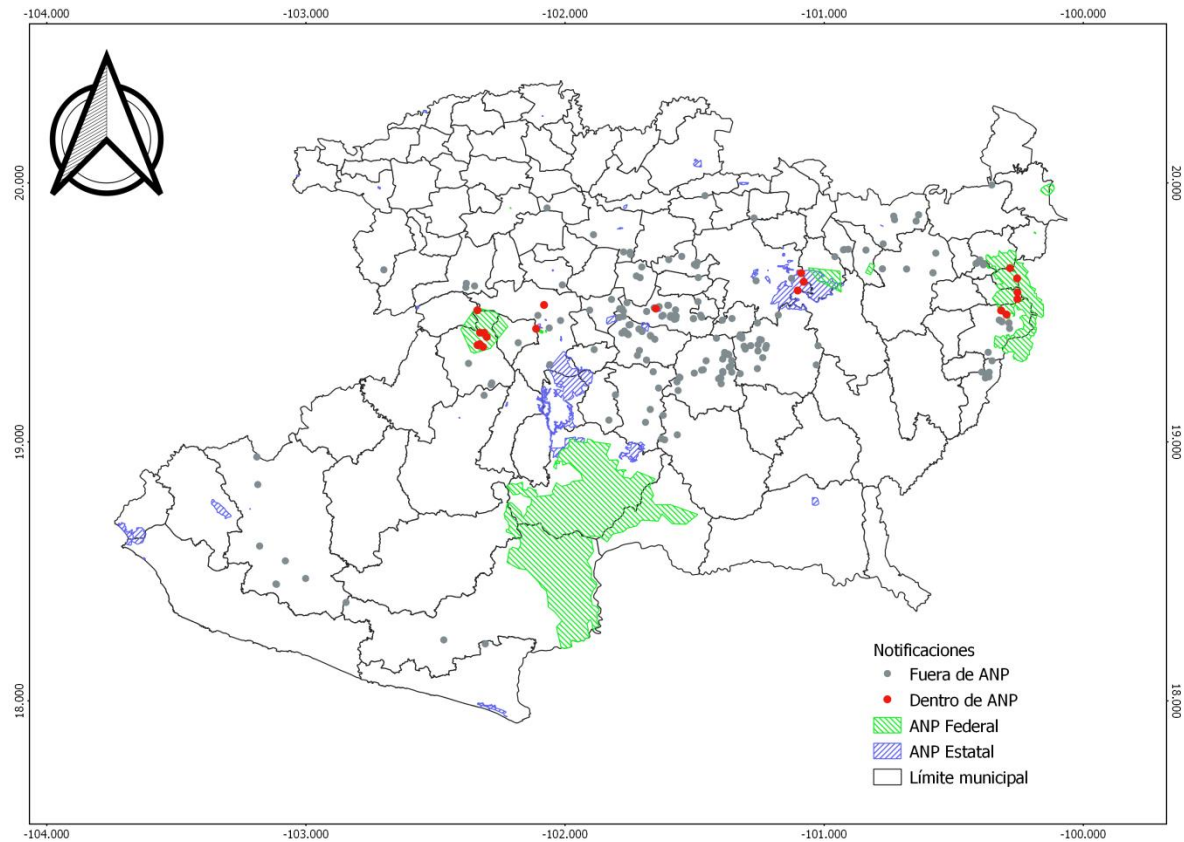 -104.000 -103.000 -102.000 -101.000 -100.000
20.000 20.000
19.000 19.000
18.000 18.000
Notificaciones
Fuera de ANP
Dentro de ANP
ANP Federal
ANP Estatal
Límite municipal
-104.000 -103.000 -102.000 -101.000 -100.000